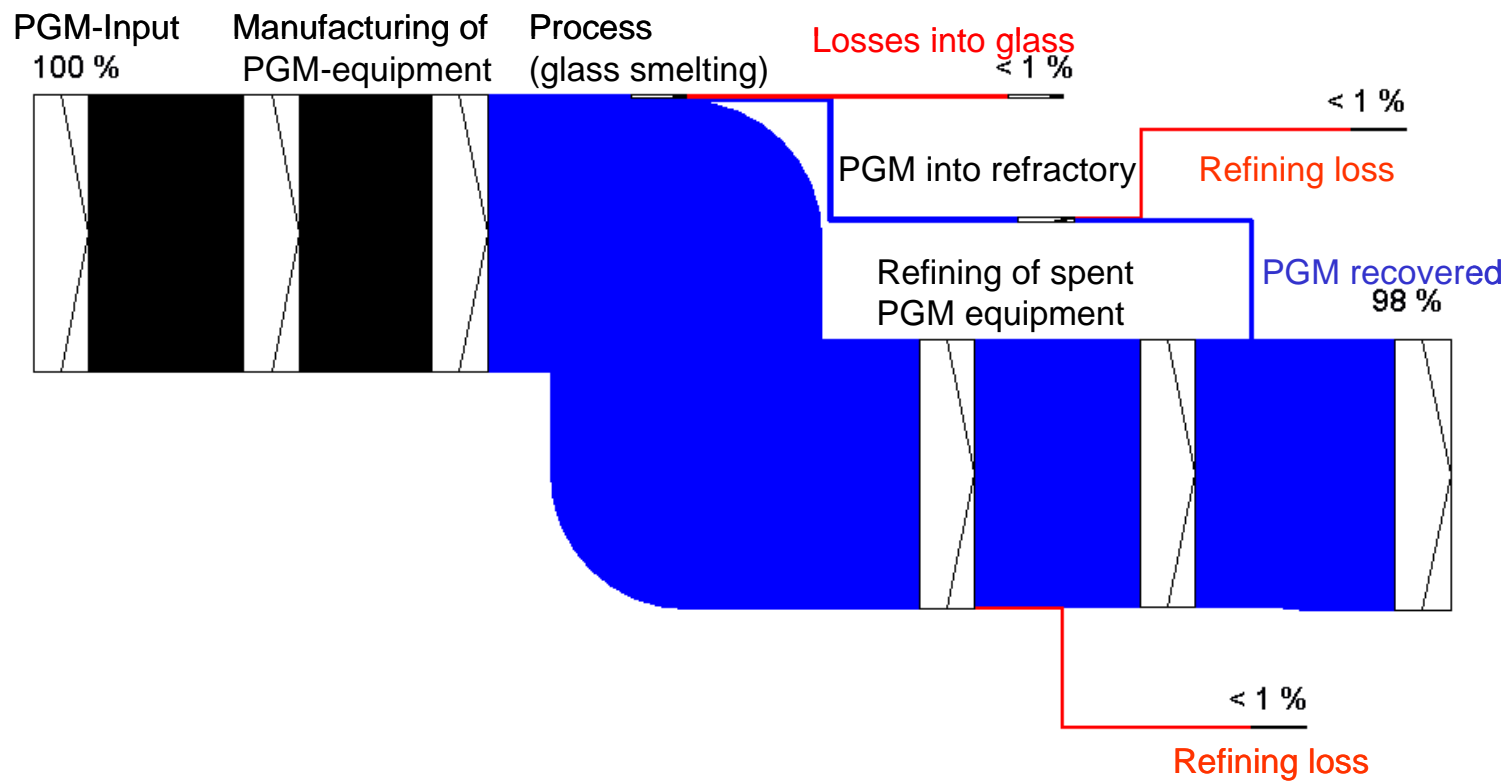 PGM-Input
100 %
Manufacturing of
PGM-equipment
Process
(glass smelting)
Losses into glass
< 1 %
< 1 %
PGM into refractory
Refining loss
Refining of spent
PGM equipment
PGM recovered
98 %
< 1 %
Refining loss